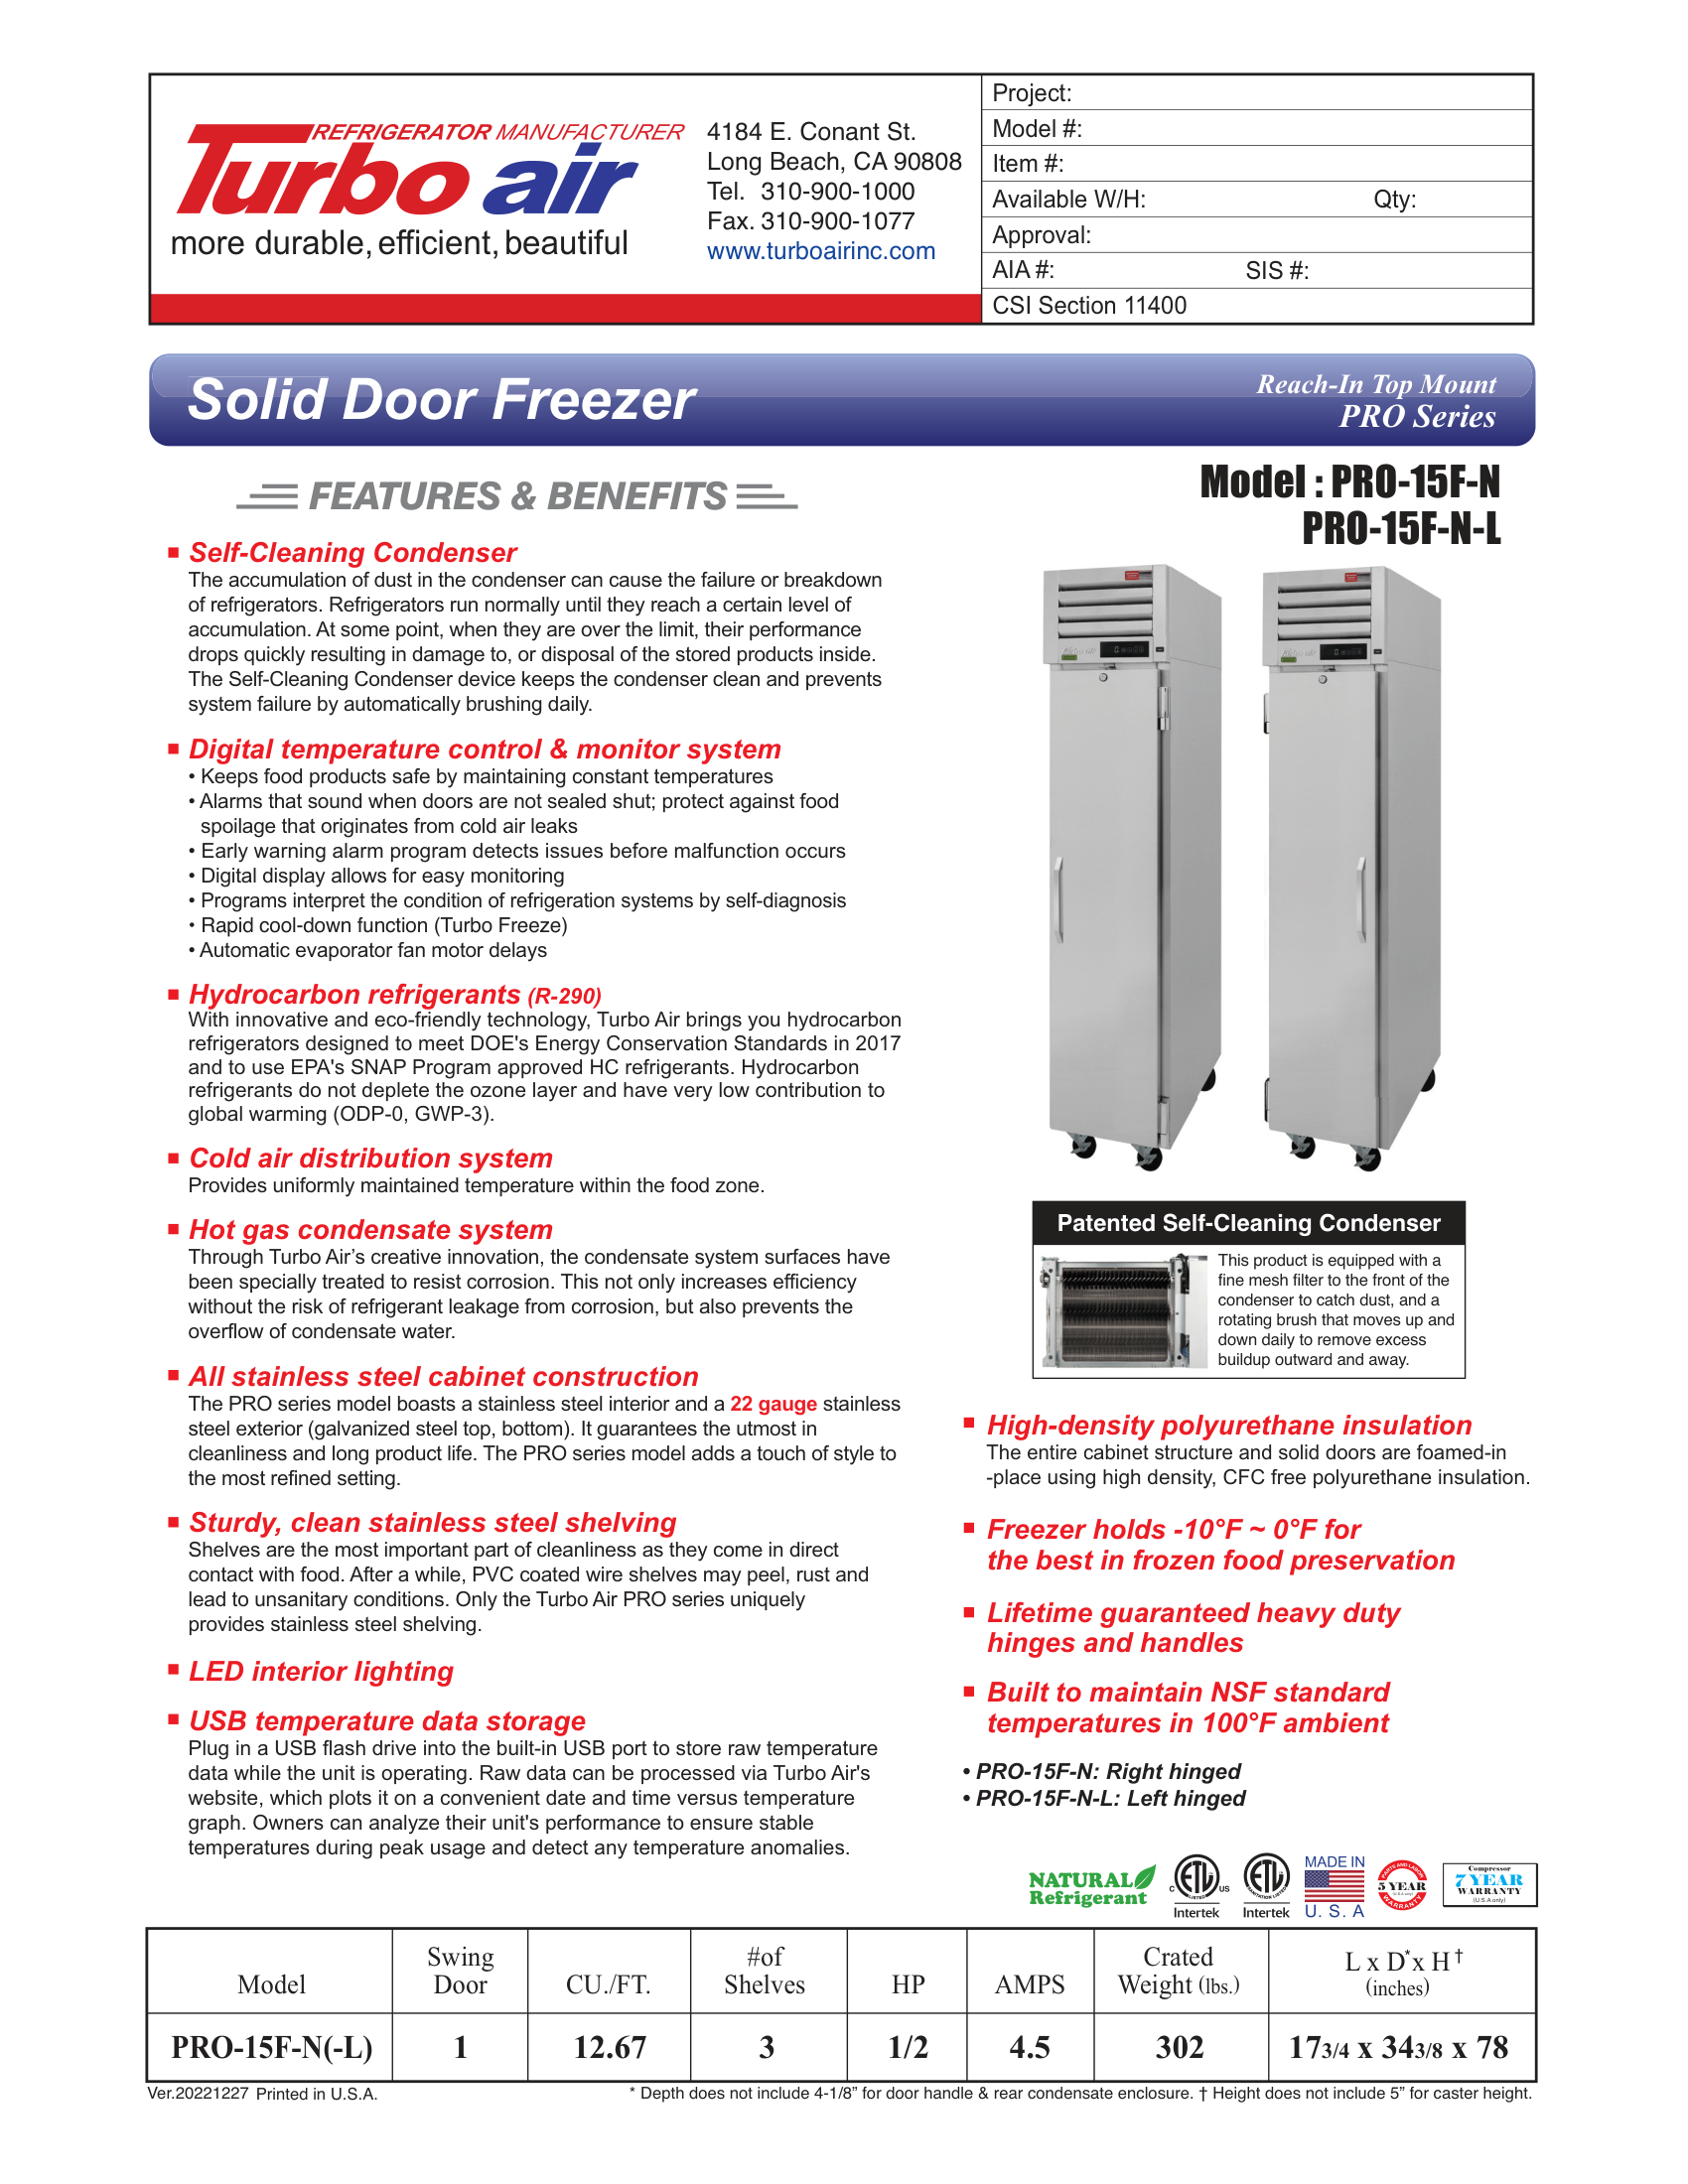 REFRIGERATOR MANUFACTURER
Turbo air
more durable, efficient, beautiful
4184 E. Conant St.
Long Beach, CA 90808
Tel. 310-900-1000
Fax. 310-900-1077
www.turboairinc.com
Project:
Model #:
Item #:
Available W/H: Qty:
Approval:
AIA #: SIS #:
CSI Section 11400
Solid Door Freezer
Reach-In Top Mount
PRO Series
FEATURES & BENEFITS
Model : PRO-15F-N
PRO-15F-N-L
■ Self-Cleaning Condenser
The accumulation of dust in the condenser can cause the failure or breakdown
of refrigerators. Refrigerators run normally until they reach a certain level of
accumulation. At some point, when they are over the limit, their performance
drops quickly resulting in damage to, or disposal of the stored products inside.
The Self-Cleaning Condenser device keeps the condenser clean and prevents
system failure by automatically brushing daily.
■ Digital temperature control & monitor system
• Keeps food products safe by maintaining constant temperatures
• Alarms that sound when doors are not sealed shut; protect against food
spoilage that originates from cold air leaks
• Early warning alarm program detects issues before malfunction occurs
• Digital display allows for easy monitoring
• Programs interpret the condition of refrigeration systems by self-diagnosis
• Rapid cool-down function (Turbo Freeze)
• Automatic evaporator fan motor delays
■ Hydrocarbon refrigerants (R-290)
With innovative and eco-friendly technology, Turbo Air brings you hydrocarbon
refrigerators designed to meet DOE's Energy Conservation Standards in 2017
and to use EPA's SNAP Program approved HC refrigerants. Hydrocarbon
refrigerants do not deplete the ozone layer and have very low contribution to
global warming (ODP-0, GWP-3).
■ Cold air distribution system
Provides uniformly maintained temperature within the food zone.
■ Hot gas condensate system
Through Turbo Air’s creative innovation, the condensate system surfaces have
been specially treated to resist corrosion. This not only increases efficiency
without the risk of refrigerant leakage from corrosion, but also prevents the
overflow of condensate water.
■ All stainless steel cabinet construction
The PRO series model boasts a stainless steel interior and a 22 gauge stainless
steel exterior (galvanized steel top, bottom). It guarantees the utmost in
cleanliness and long product life. The PRO series model adds a touch of style to
the most refined setting.
■ Sturdy, clean stainless steel shelving
Shelves are the most important part of cleanliness as they come in direct
contact with food. After a while, PVC coated wire shelves may peel, rust and
lead to unsanitary conditions. Only the Turbo Air PRO series uniquely
provides stainless steel shelving.
■ LED interior lighting
■ USB temperature data storage
Plug in a USB flash drive into the built-in USB port to store raw temperature
data while the unit is operating. Raw data can be processed via Turbo Air's
website, which plots it on a convenient date and time versus temperature
graph. Owners can analyze their unit's performance to ensure stable
temperatures during peak usage and detect any temperature anomalies.
Patented Self-Cleaning Condenser
This product is equipped with a
fine mesh filter to the front of the
condenser to catch dust, and a
rotating brush that moves up and
down daily to remove excess
buildup outward and away.
■ High-density polyurethane insulation
The entire cabinet structure and solid doors are foamed-in
-place using high density, CFC free polyurethane insulation.
■ Freezer holds -10°F ~ 0°F for
the best in frozen food preservation
■ Lifetime guaranteed heavy duty
hinges and handles
■ Built to maintain NSF standard
temperatures in 100°F ambient
• PRO-15F-N: Right hinged
• PRO-15F-N-L: Left hinged
NATURAL
Refrigerant
C ETL US
LISTED
Intertek
ETL
SANITATION LISTED
Intertek
MADE IN
U. S. A
PARTS AND LABOR
5 YEAR
(U.S.A only)
WARRANTY
Compressor
7 YEAR
WARRANTY
(U.S.A only)
Model Swing Door CU./FT. #of Shelves HP AMPS Crated Weight (lbs.) L x D* x H † (inches)
PRO-15F-N(-L) 1 12.67 3 1/2 4.5 302 17 3/4 x 34 3/8 x 78
Ver.20221227 Printed in U.S.A.
* Depth does not include 4-1/8” for door handle & rear condensate enclosure. † Height does not include 5” for caster height.